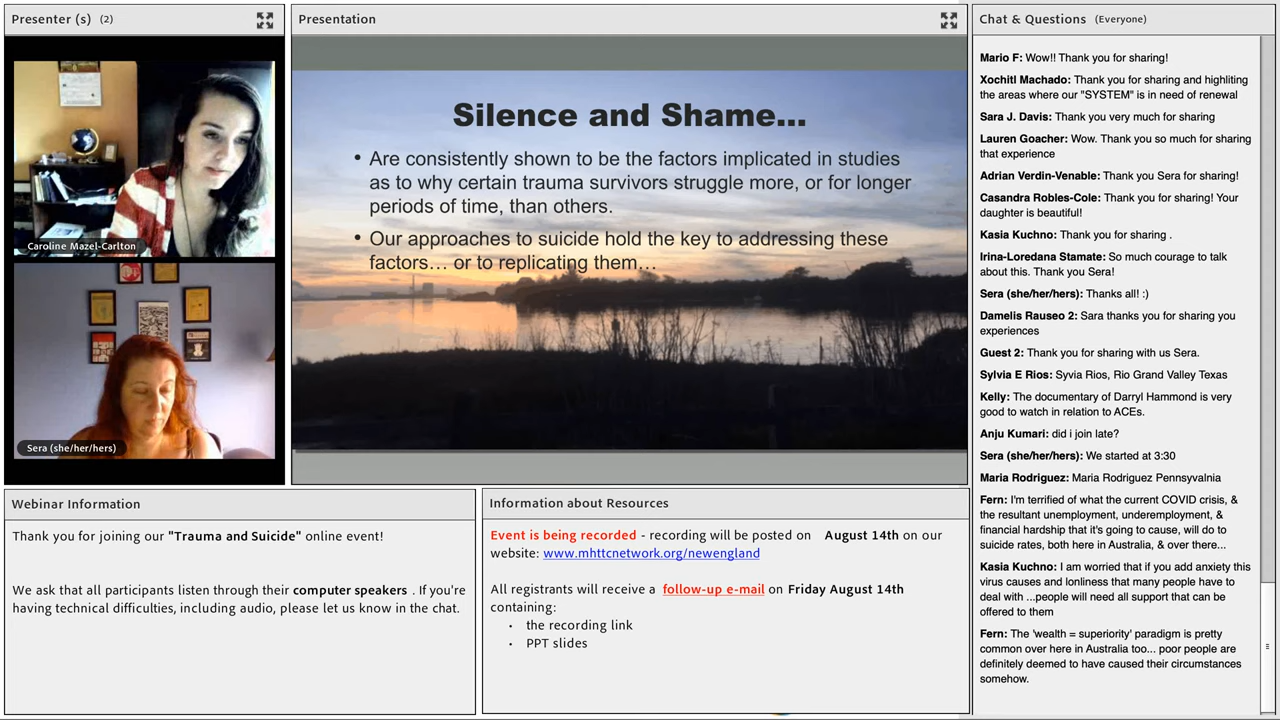 Presenter (s) (2)
Caroline Mazel-Carlton
Sera (she/her/hers)
Presentation
Silence and Shame...
• Are consistently shown to be the factors implicated in studies
as to why certain trauma survivors struggle more, or for longer
periods of time, than others.
• Our approaches to suicide hold the key to addressing these
factors… or to replicating them…
Webinar Information
Thank you for joining our "Trauma and Suicide" online event!
We ask that all participants listen through their computer speakers . If you're
having technical difficulties, including audio, please let us know in the chat.
Information about Resources
Event is being recorded - recording will be posted on August 14th on our
website: www.mhttcnetwork.org/newengland
All registrants will receive a follow-up e-mail on Friday August 14th
containing:
• the recording link
• PPT slides
Chat & Questions (Everyone)
Mario F: Wow!! Thank you for sharing!
Xochitl Machado: Thank you for sharing and highliting
the areas where our "SYSTEM" is in need of renewal
Sara J. Davis: Thank you very much for sharing
Lauren Goacher: Wow. Thank you so much for sharing
that experience
Adrian Verdin-Venable: Thank you Sera for sharing!
Casandra Robles-Cole: Thank you for sharing! Your
daughter is beautiful!
Kasia Kuchno: Thank you for sharing .
Irina-Loredana Stamate: So much courage to talk
about this. Thank you Sera!
Sera (she/her/hers): Thanks all! :)
Damelis Rauseo 2: Sara thanks you for sharing you
experiences
Guest 2: Thank you for sharing with us Sera.
Sylvia E Rios: Syvia Rios, Rio Grand Valley Texas
Kelly: The documentary of Darryl Hammond is very
good to watch in relation to ACEs.
Anju Kumari: did i join late?
Sera (she/her/hers): We started at 3:30
Maria Rodriguez: Maria Rodriguez Pennsyvalnia
Fern: I'm terrified of what the current COVID crisis, &
the resultant unemployment, underemployment, &
financial hardship that it's going to cause, will do to
suicide rates, both here in Australia, & over there...
Kasia Kuchno: I am worried that if you add anxiety this
virus causes and lonliness that many people have to
deal with ...people will need all support that can be
offered to them
Fern: The 'wealth = superiority' paradigm is pretty
common over here in Australia too... poor people are
definitely deemed to have caused their circumstances
somehow.